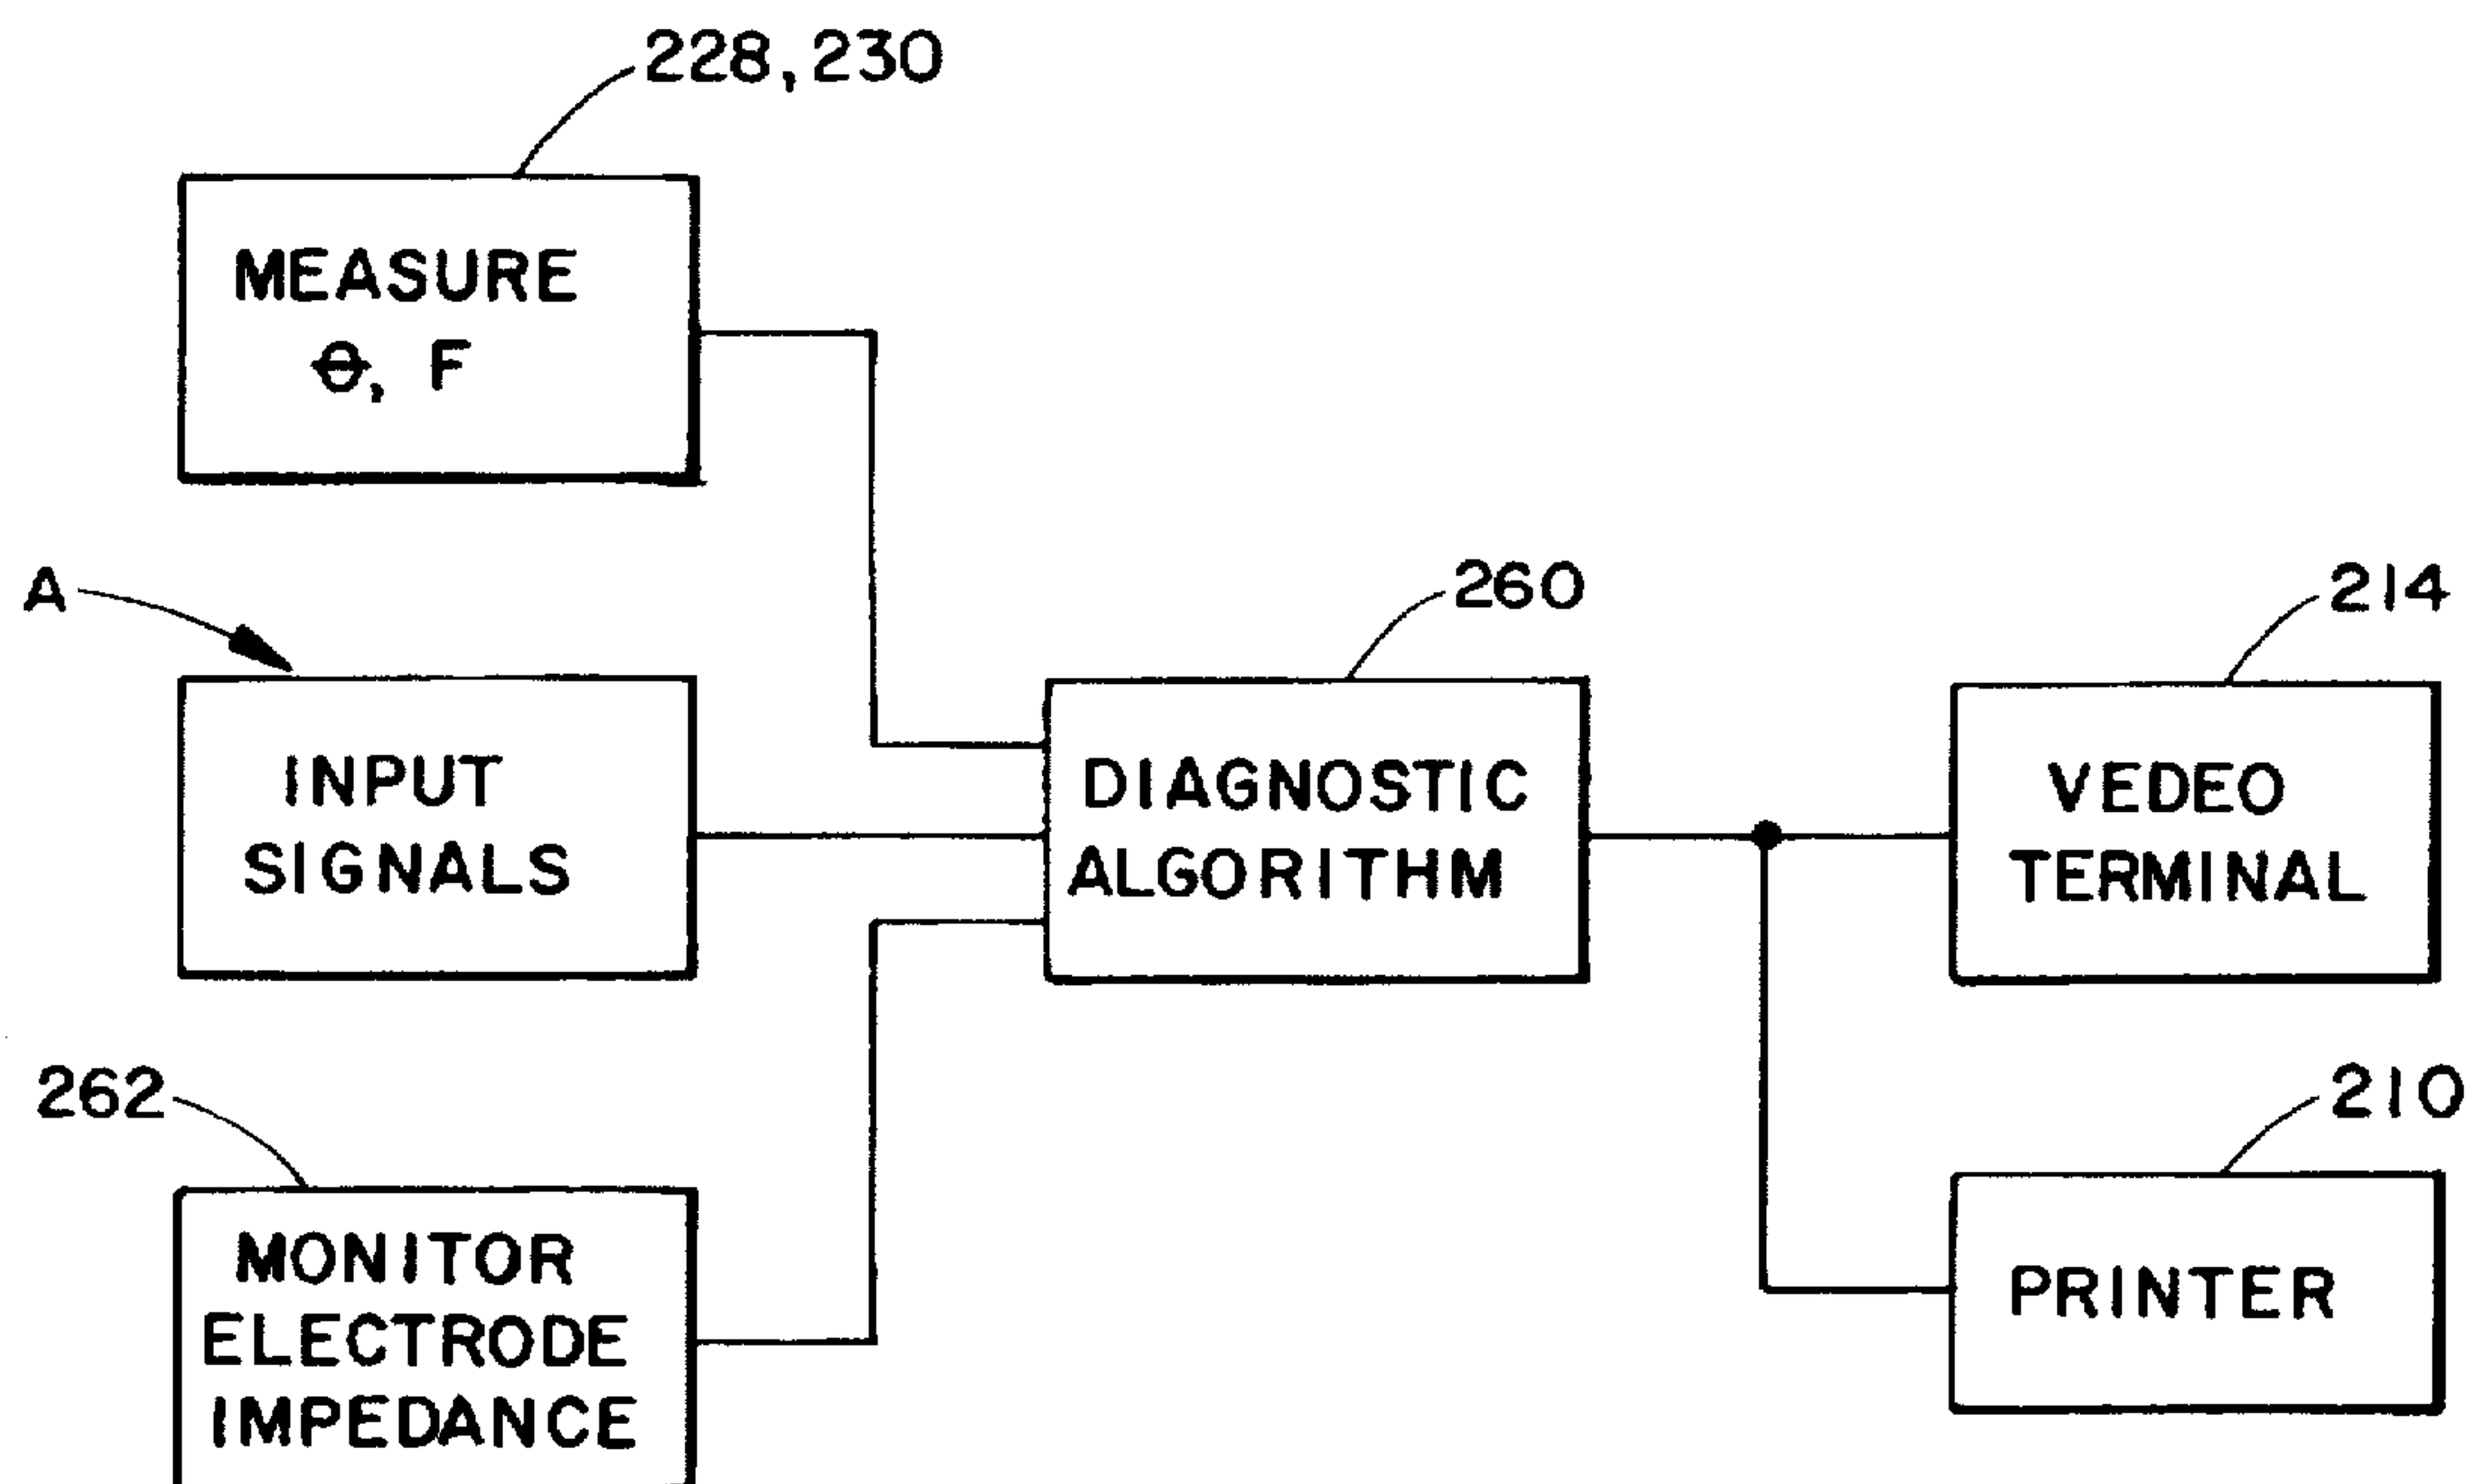 228, 230
MEASURE
θ, F
A
INPUT
SIGNALS
260
DIAGNOSTIC
ALGORITHM
214
VEDEO
TERMINAL
262
MONITOR
ELECTRODE
IMPEDANCE
210
PRINTER